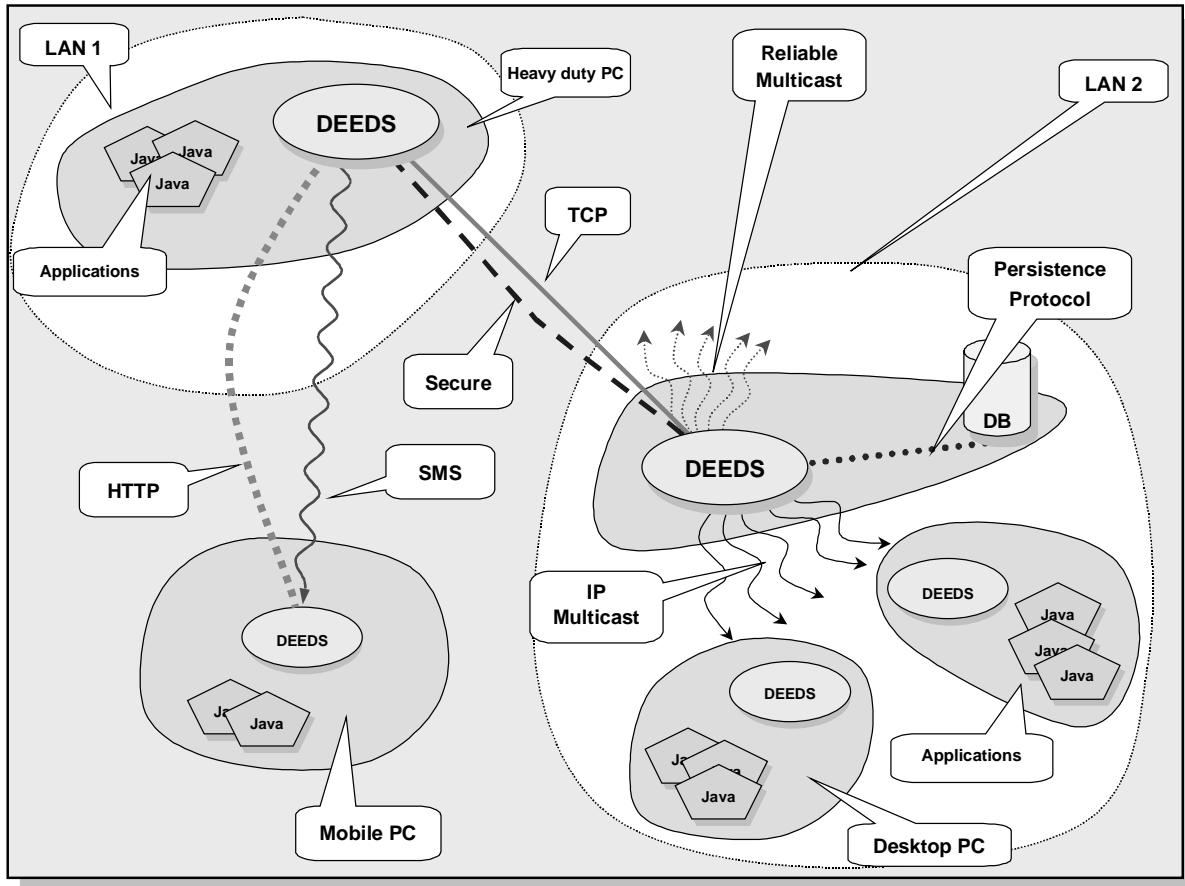 LAN 1
Heavy duty PC
DEEDS
Java
Java
Java
Applications
Reliable
Multicast
LAN 2
TCP
Secure
Persistence
Protocol
DB
DEEDS
HTTP
SMS
IP
Multicast
DEEDS
Java
Mobile PC
DEEDS
Java
Java
Java
Applications
DEEDS
Java
Desktop PC